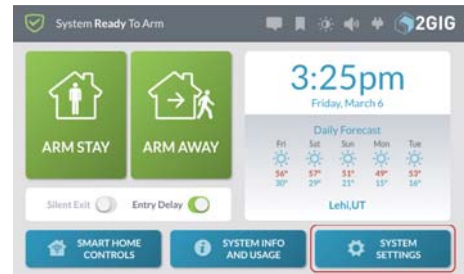 System Ready To Arm
2GIG
ARM STAY
ARM AWAY
Silent Exit
Entry Delay
3:25pm
Friday, March 6
Daily Forecast
Fri Sat Sun Mon Tue
56° 57° 51° 49° 53°
30° 29° 21° 15° 16°
Lehi,UT
SMART HOME
CONTROLS
SYSTEM INFO
AND USAGE
SYSTEM
SETTINGS